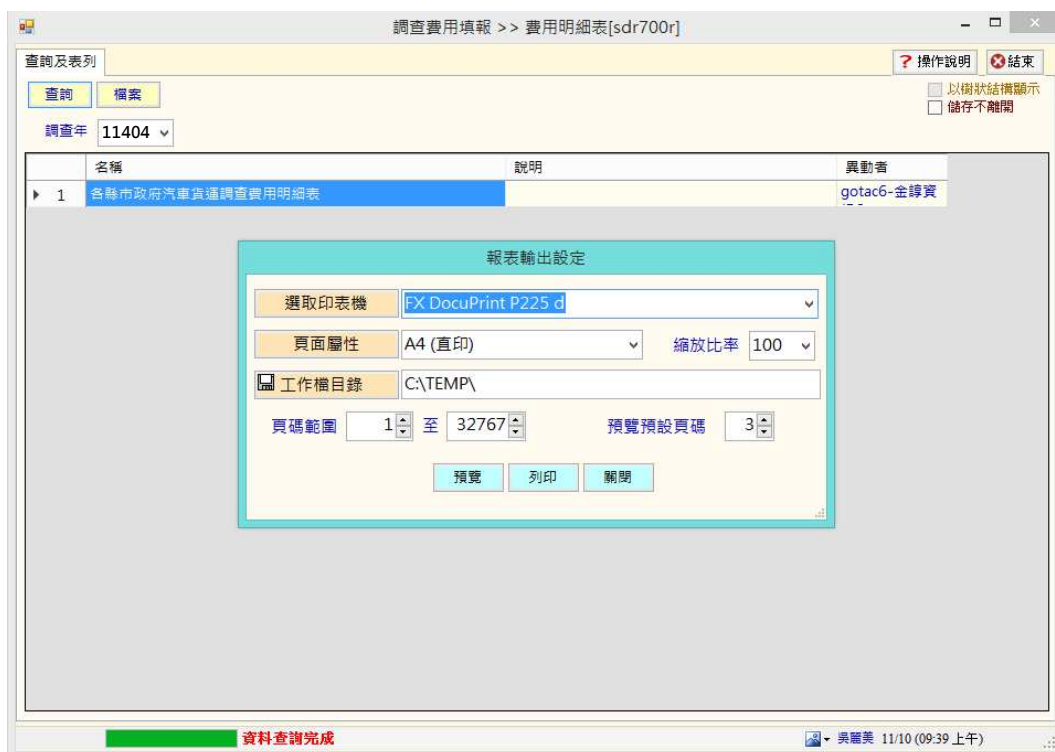 調查費用填報 >> 費用明細表[sdr700r]
查詢及表列
? 操作說明 結束
查詢 檔案
以樹狀結構顯示
儲存不離開
調查年 11404
名稱 說明 異動者
1 各縣市政府汽車貨運調查費用明細表 gotac6-金諄資
報表輸出設定
選取印表機 FX DocuPrint P225 d
頁面屬性 A4 (直印) 縮放比率 100
工作檔目錄 C:\TEMP\
頁碼範圍 1 至 32767 預覽預設頁碼 3
預覽 列印 關閉
資料查詢完成 吳麗美 11/10 (09:39 上午)